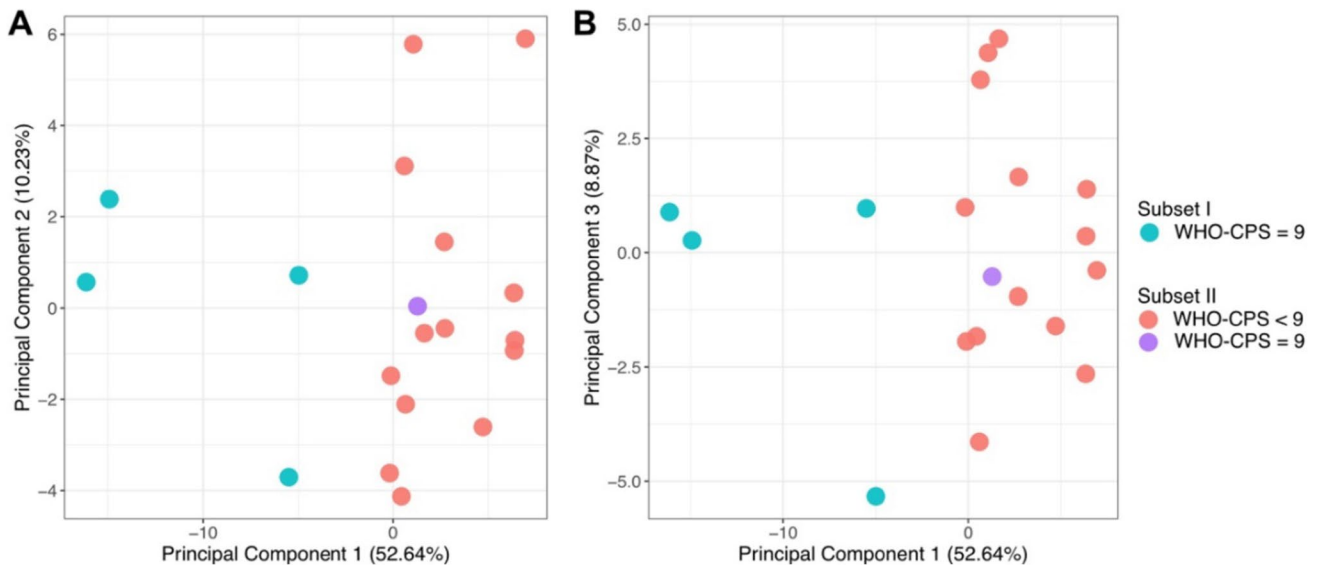 A
Principal Component 2 (10.23%)
6
4
2
0
−2
−4
−10
0
Principal Component 1 (52.64%)
B
Principal Component 3 (8.87%)
5.0
2.5
0.0
−2.5
−5.0
−10
0
Principal Component 1 (52.64%)
Subset I
WHO-CPS = 9
Subset II
WHO-CPS < 9
WHO-CPS = 9